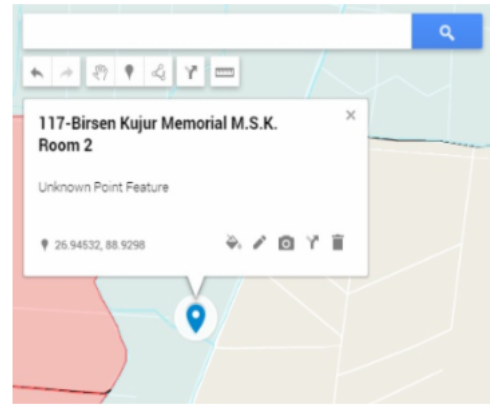 117-Birsen Kujur Memorial M.S.K.
Room 2
Unknown Point Feature
26.94532, 88.9298